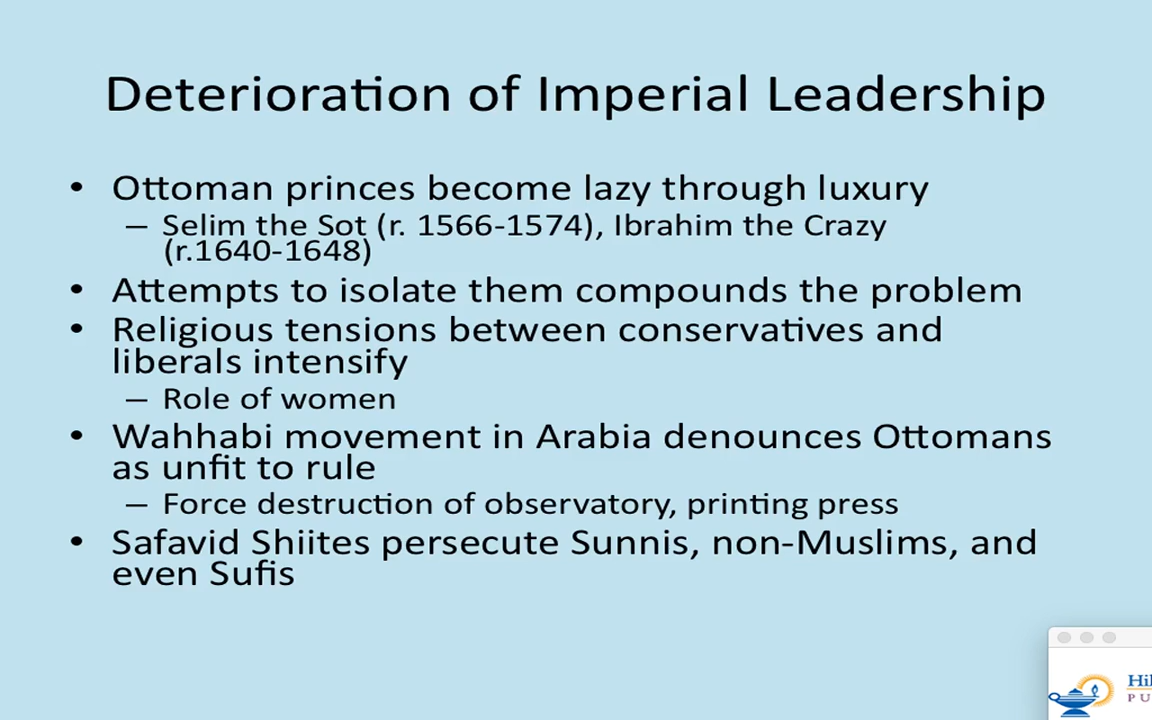 Deterioration of Imperial Leadership
• Ottoman princes become lazy through luxury
– Selim the Sot (r. 1566-1574), Ibrahim the Crazy
(r.1640-1648)
• Attempts to isolate them compounds the problem
• Religious tensions between conservatives and
liberals intensify
– Role of women
• Wahhabi movement in Arabia denounces Ottomans
as unfit to rule
– Force destruction of observatory, printing press
• Safavid Shiites persecute Sunnis, non-Muslims, and
even Sufis